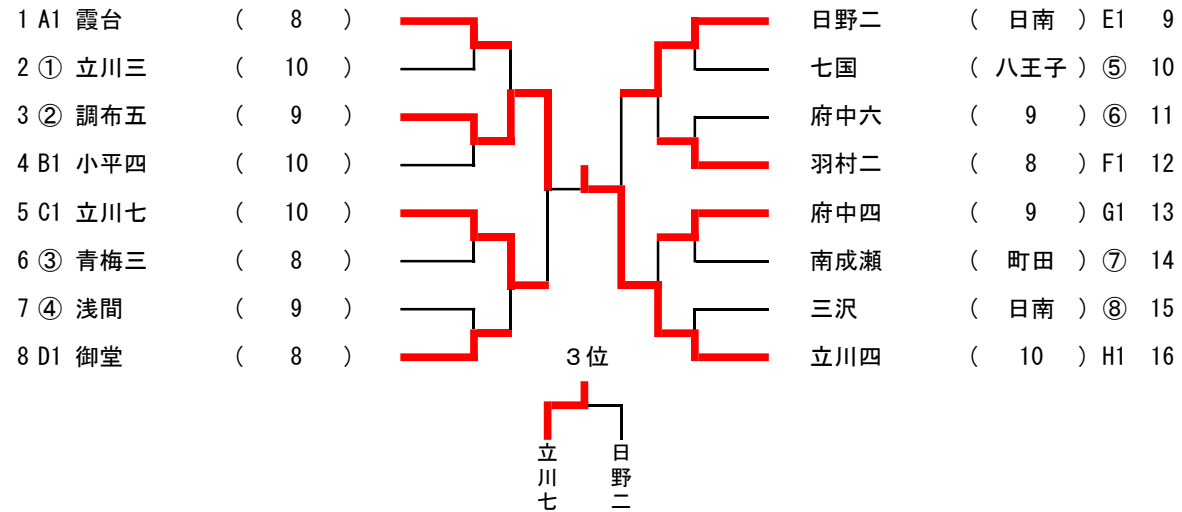 1 A1 霞台 ( 8 ) 日野二 ( 日南 ) E1 9
2 ① 立川三 ( 10 ) 七国 ( 八王子 ) ⑤ 10
3 ② 調布五 ( 9 ) 府中六 ( 9 ) ⑥ 11
4 B1 小平四 ( 10 ) 羽村二 ( 8 ) F1 12
5 C1 立川七 ( 10 ) 府中四 ( 9 ) G1 13
6 ③ 青梅三 ( 8 ) 南成瀬 ( 町田 ) ⑦ 14
7 ④ 浅間 ( 9 ) 三沢 ( 日南 ) ⑧ 15
8 D1 御堂 ( 8 ) 3位 立川四 ( 10 ) H1 16
立川七
日野二